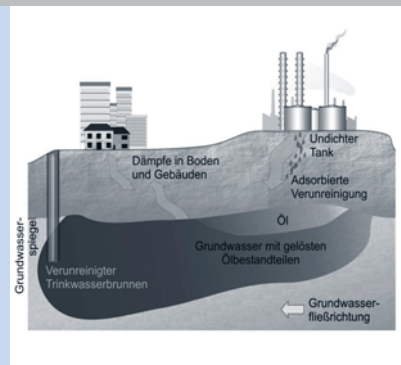 Undichter
Tank
Dämpfe in Boden
und Gebäuden
Adsorbierte
Verunreinigung
Grundwasser-
spiegel
Öl
Grundwasser mit gelösten
Ölbestandteilen
Verunreinigter
Trinkwasserbrunnen
Grundwasser-
fließrichtung